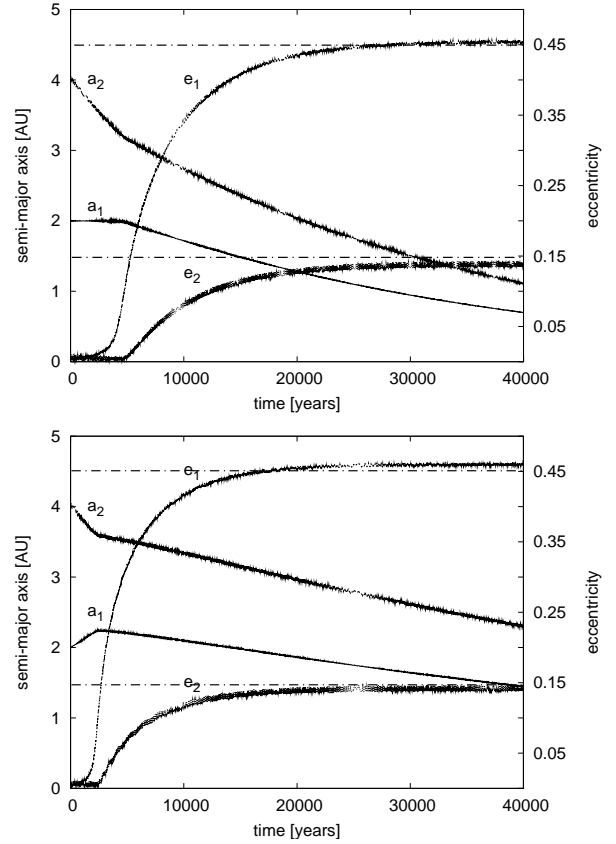 5
4
3
2
1
0
semi-major axis [AU]
a2
a1
e1
e2
0.45
0.35
0.25
0.15
0.05
eccentricity
0 10000 20000 30000 40000
time [years]
5
4
3
2
1
0
semi-major axis [AU]
e1
a2
a1
e2
0.45
0.35
0.25
0.15
0.05
eccentricity
0 10000 20000 30000 40000
time [years]